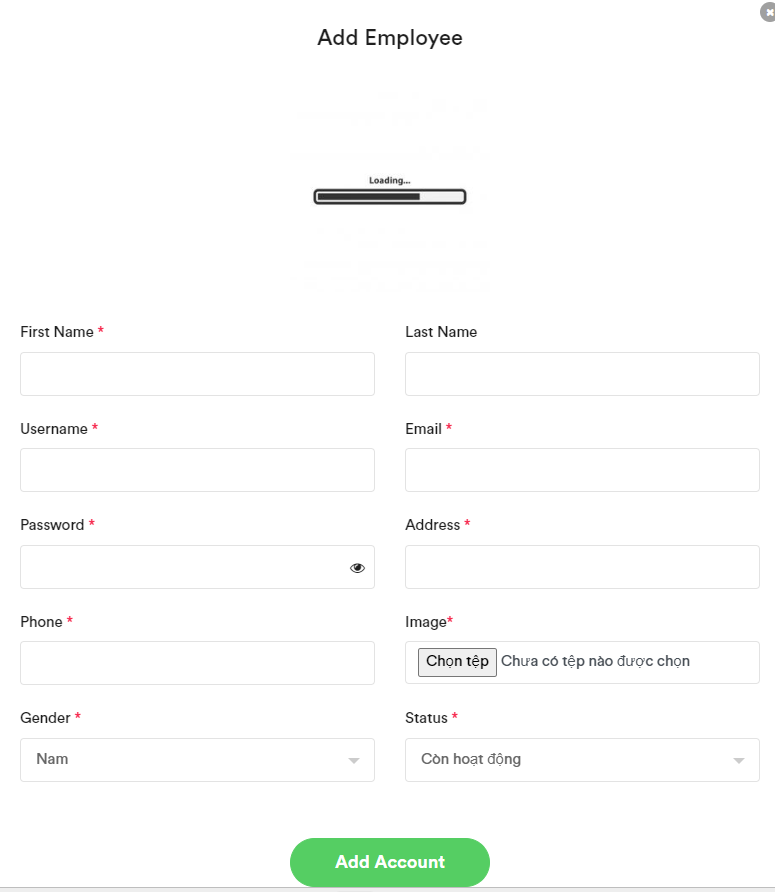 Add Employee
Loading...
First Name *
Last Name
Username *
Email *
Password *
Address *
Phone *
Image*
Chọn tệp Chưa có tệp nào được chọn
Gender *
Status *
Nam
Còn hoạt động
Add Account